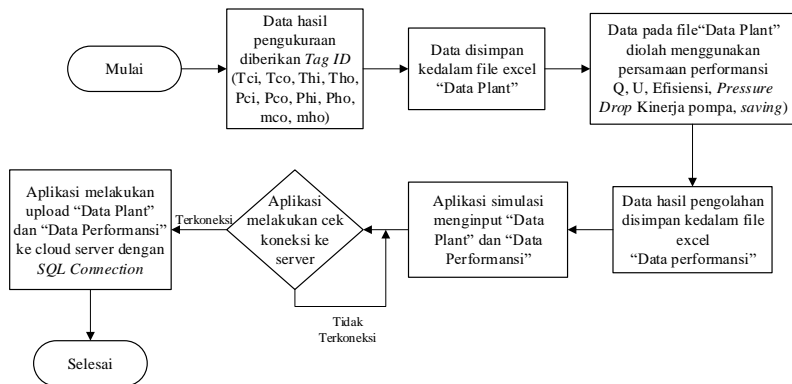 Mulai
Data hasil
pengukuraan
diberikan Tag ID
(Tci, Tco, Thi, Tho,
Pci, Pco, Phi, Pho,
mco, mho)
Data disimpan
kedalam file excel
“Data Plant”
Data pada file“Data Plant”
diolah menggunakan
persamaan performansi
Q, U, Efisiensi, Pressure
Drop Kinerja pompa, saving)
Data hasil pengolahan
disimpan kedalam file
excel
“Data performasi”
Aplikasi simulasi
menginput “Data
Plant” dan “Data
Performansi”
Aplikasi
melakukan cek
koneksi ke
server
Tidak
Terkoneksi
Terkoneksi
Aplikasi melakukan
upload “Data Plant”
dan “Data Performansi”
ke cloud server dengan
SQL Connection
Selesai